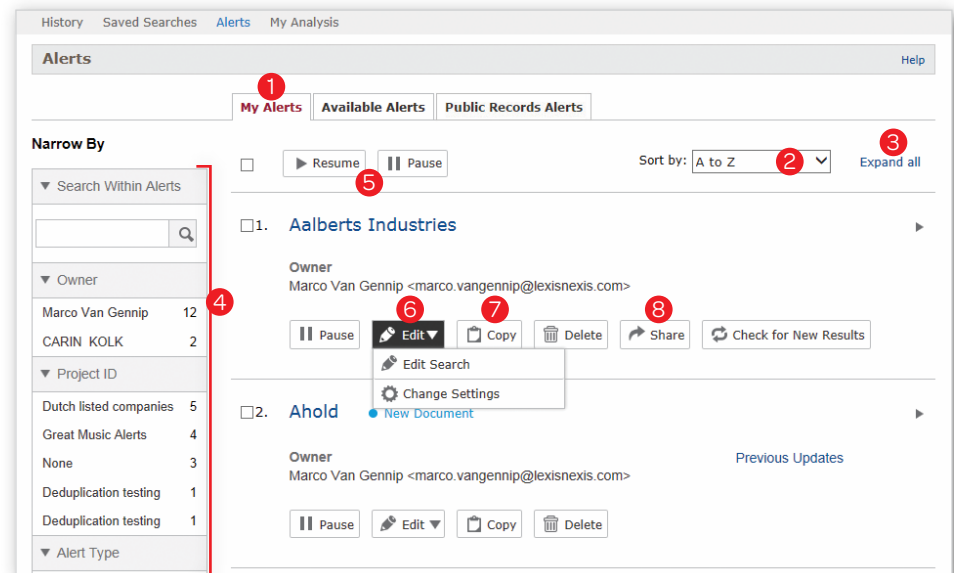 History Saved Searches Alerts My Analysis
Alerts Help
1
My Alerts Available Alerts Public Records Alerts
Narrow By
3
Resume Pause Sort by: A to Z 2 Expand all
5
Search Within Alerts
1. Aalberts Industries
Owner
Marco Van Gennip <marco.vangennip@lexisnexis.com>
Owner
4
Marco Van Gennip 12
CARIN KOLK 2
6 7 8
Pause Edit Copy Delete Share Check for New Results
Edit Search
Change Settings
Project ID
Dutch listed companies 5
Great Music Alerts 4
None 3
Deduplication testing 1
Deduplication testing 1
Alert Type
2. Ahold New Document
Owner
Marco Van Gennip <marco.vangennip@lexisnexis.com>
Previous Updates
Pause Edit Copy Delete